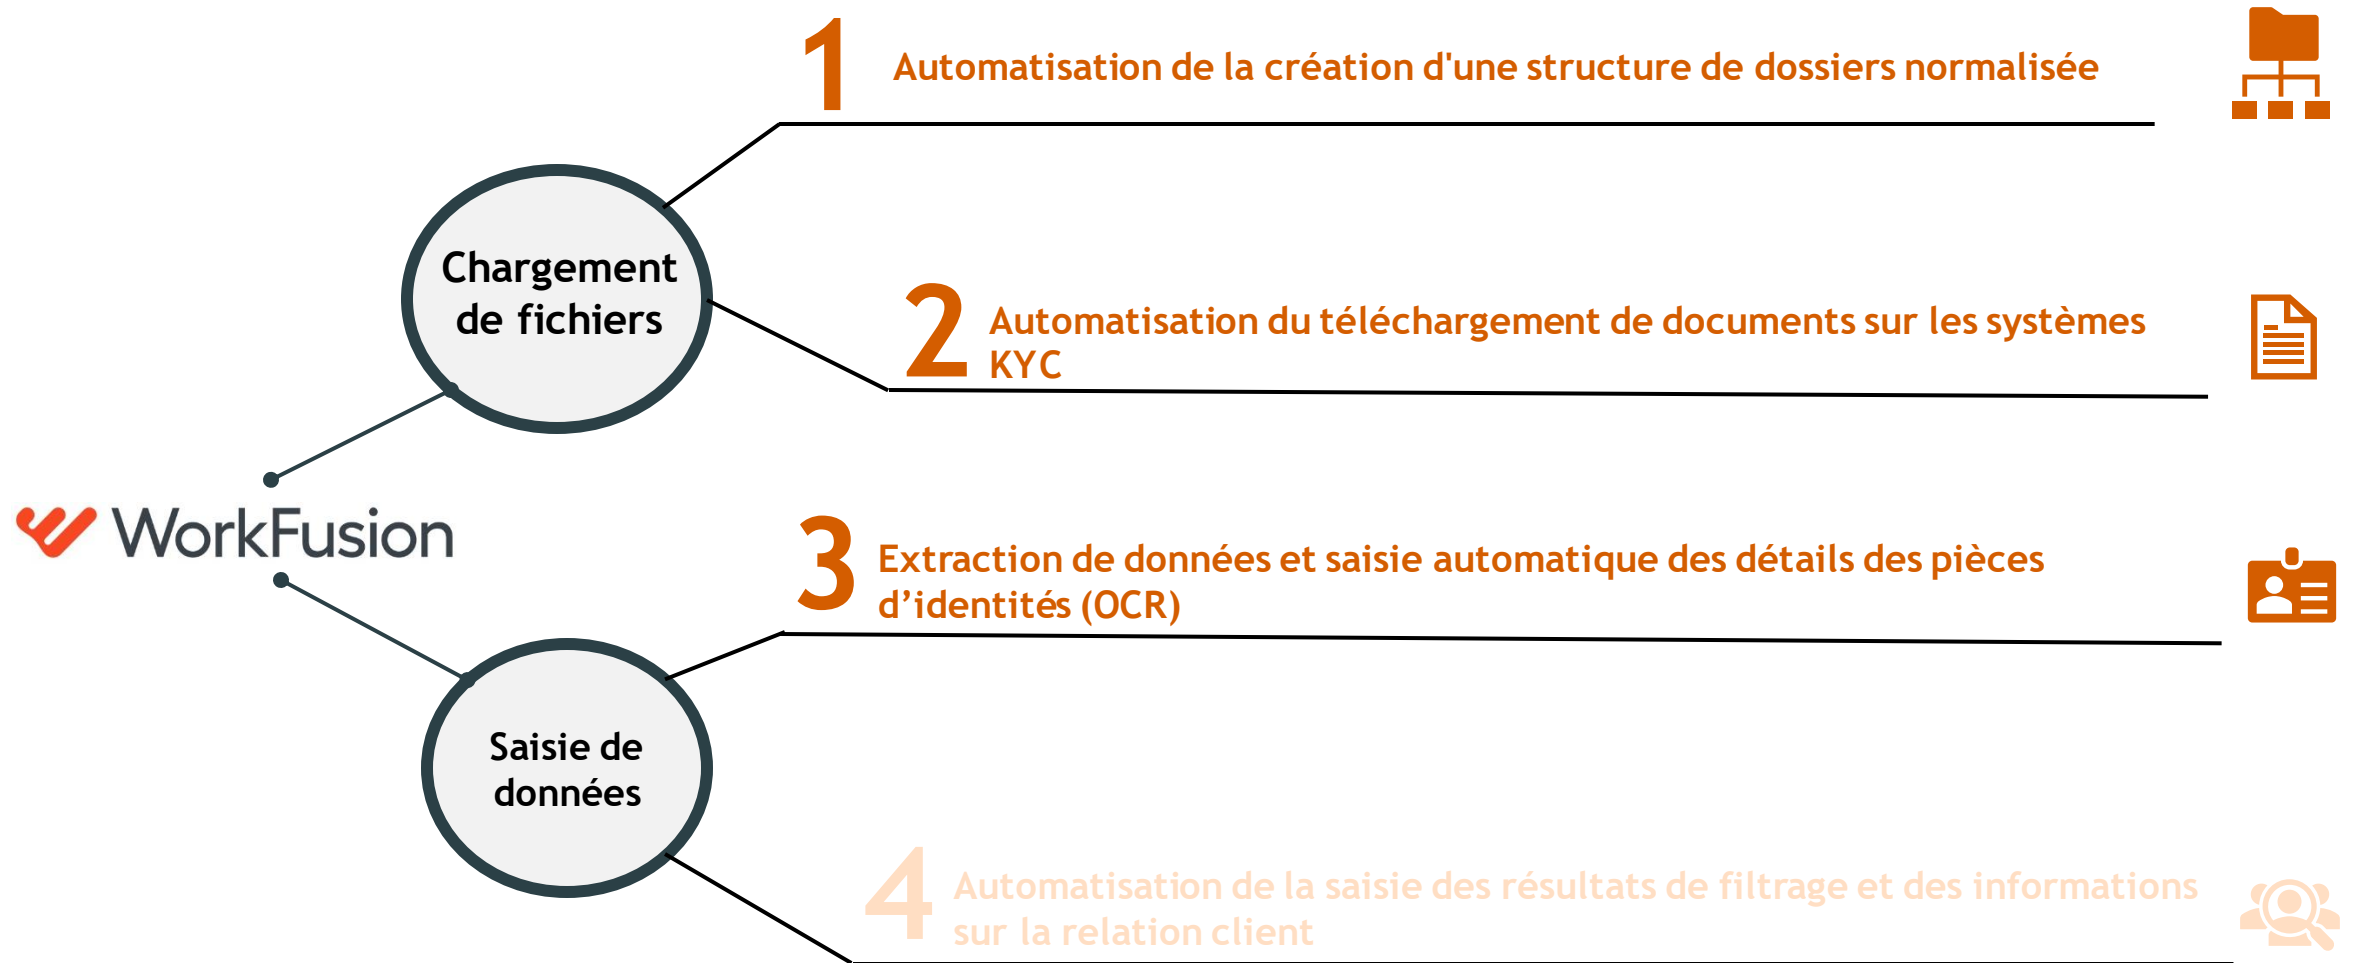 1
Automatisation de la création d'une structure de dossiers normalisée
Chargement
de fichiers
2
Automatisation du téléchargement de documents sur les systèmes
KYC
WorkFusion
3
Extraction de données et saisie automatique des détails des pièces
d’identités (OCR)
Saisie de
données
4
Automatisation de la saisie des résultats de filtrage et des informations
sur la relation client